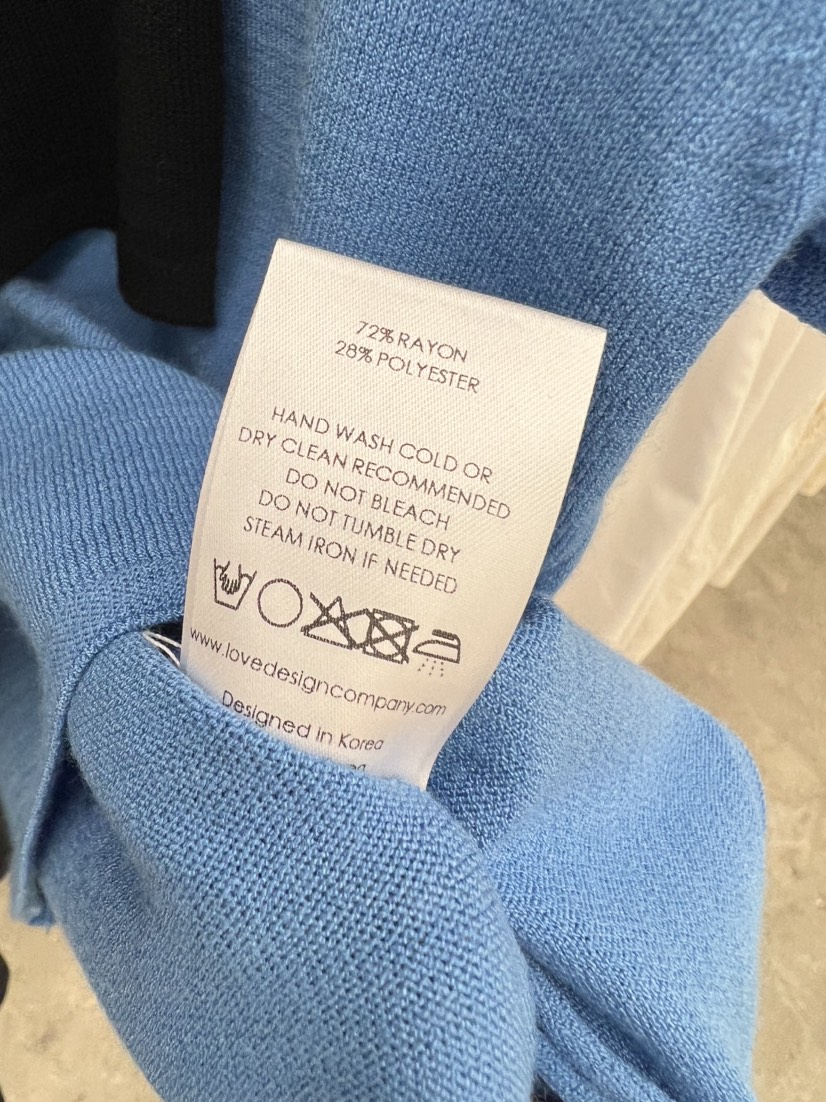 72% RAYON
28% POLYESTER
HAND WASH COLD OR
DRY CLEAN RECOMMENDED
DO NOT BLEACH
DO NOT TUMBLE DRY
STEAM IRON IF NEEDED
www.lovedesigncompany.com
Designed in Korea